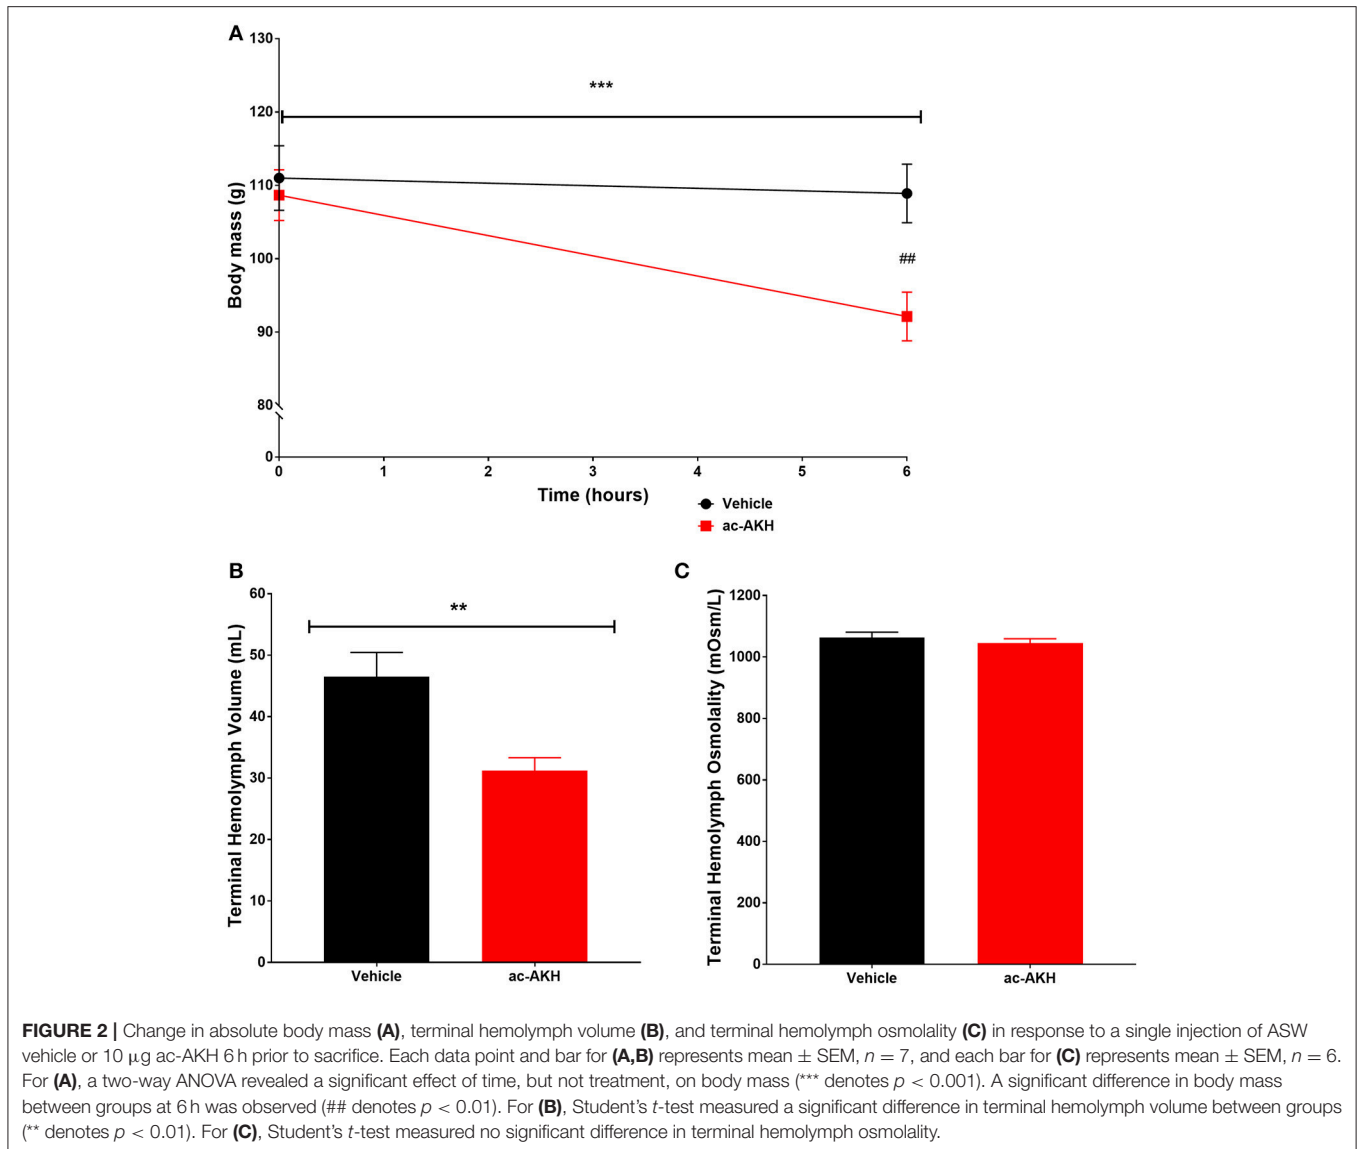 A
130
***
120
110
100
90
80
0
Body mass (g)
##
0 1 2 3 4 5 6
Time (hours)
Vehicle
ac-AKH
B
60
50
40
30
20
10
0
Terminal Hemolymph Volume (mL)
**
Vehicle ac-AKH
C
1200
1000
800
600
400
200
0
Terminal Hemolymph Osmolality (mOsm/L)
Vehicle ac-AKH
FIGURE 2 | Change in absolute body mass (A), terminal hemolymph volume (B), and terminal hemolymph osmolality (C) in response to a single injection of ASW
vehicle or 10 μg ac-AKH 6 h prior to sacrifice. Each data point and bar for (A,B) represents mean ± SEM, n = 7, and each bar for (C) represents mean ± SEM, n = 6.
For (A), a two-way ANOVA revealed a significant effect of time, but not treatment, on body mass (*** denotes p < 0.001). A significant difference in body mass
between groups at 6 h was observed (## denotes p < 0.01). For (B), Student's t-test measured a significant difference in terminal hemolymph volume between groups
(** denotes p < 0.01). For (C), Student's t-test measured no significant difference in terminal hemolymph osmolality.